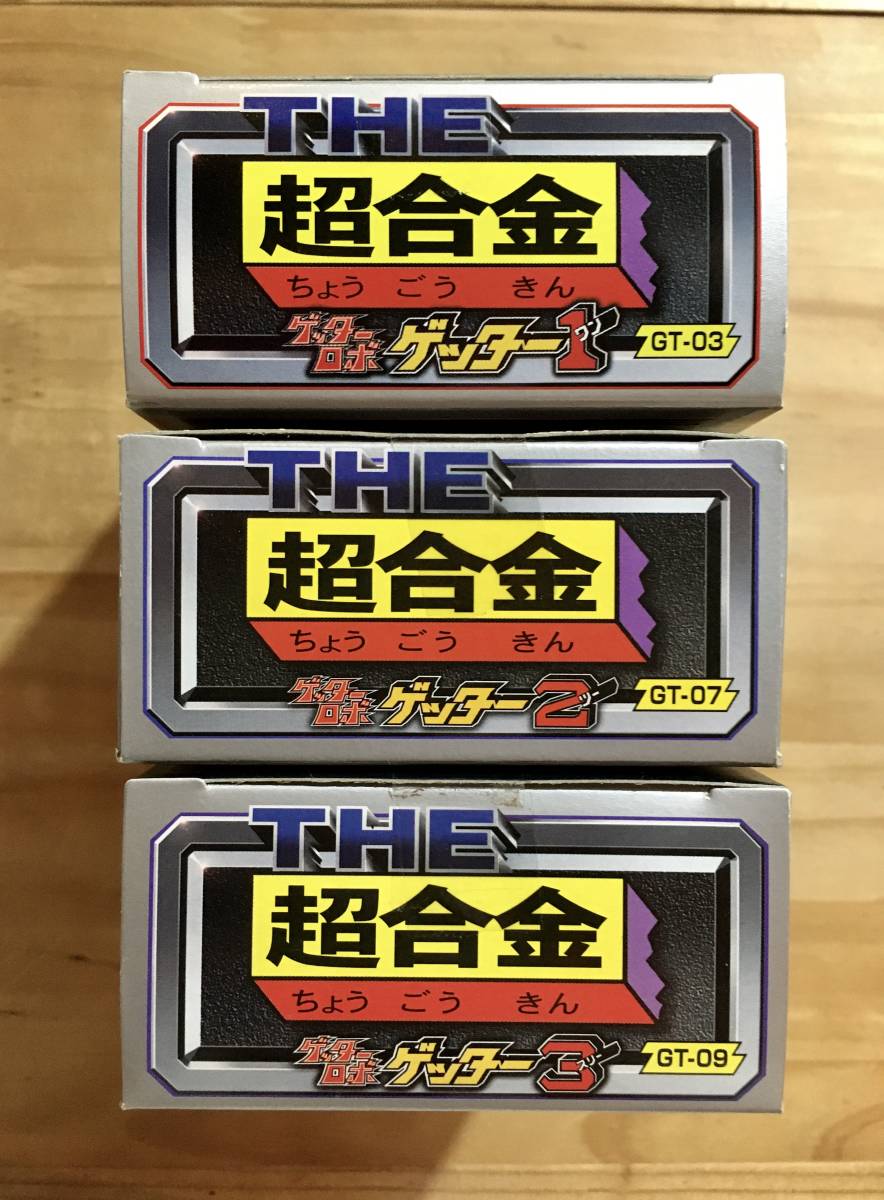 THE
超合金
ちょう ごう きん
ゲッターロボ ゲッター1 ワン GT-03
THE
超合金
ちょう ごう きん
ゲッターロボ ゲッター2 ツー GT-07
THE
超合金
ちょう ごう きん
ゲッターロボ ゲッター3 スリー GT-09